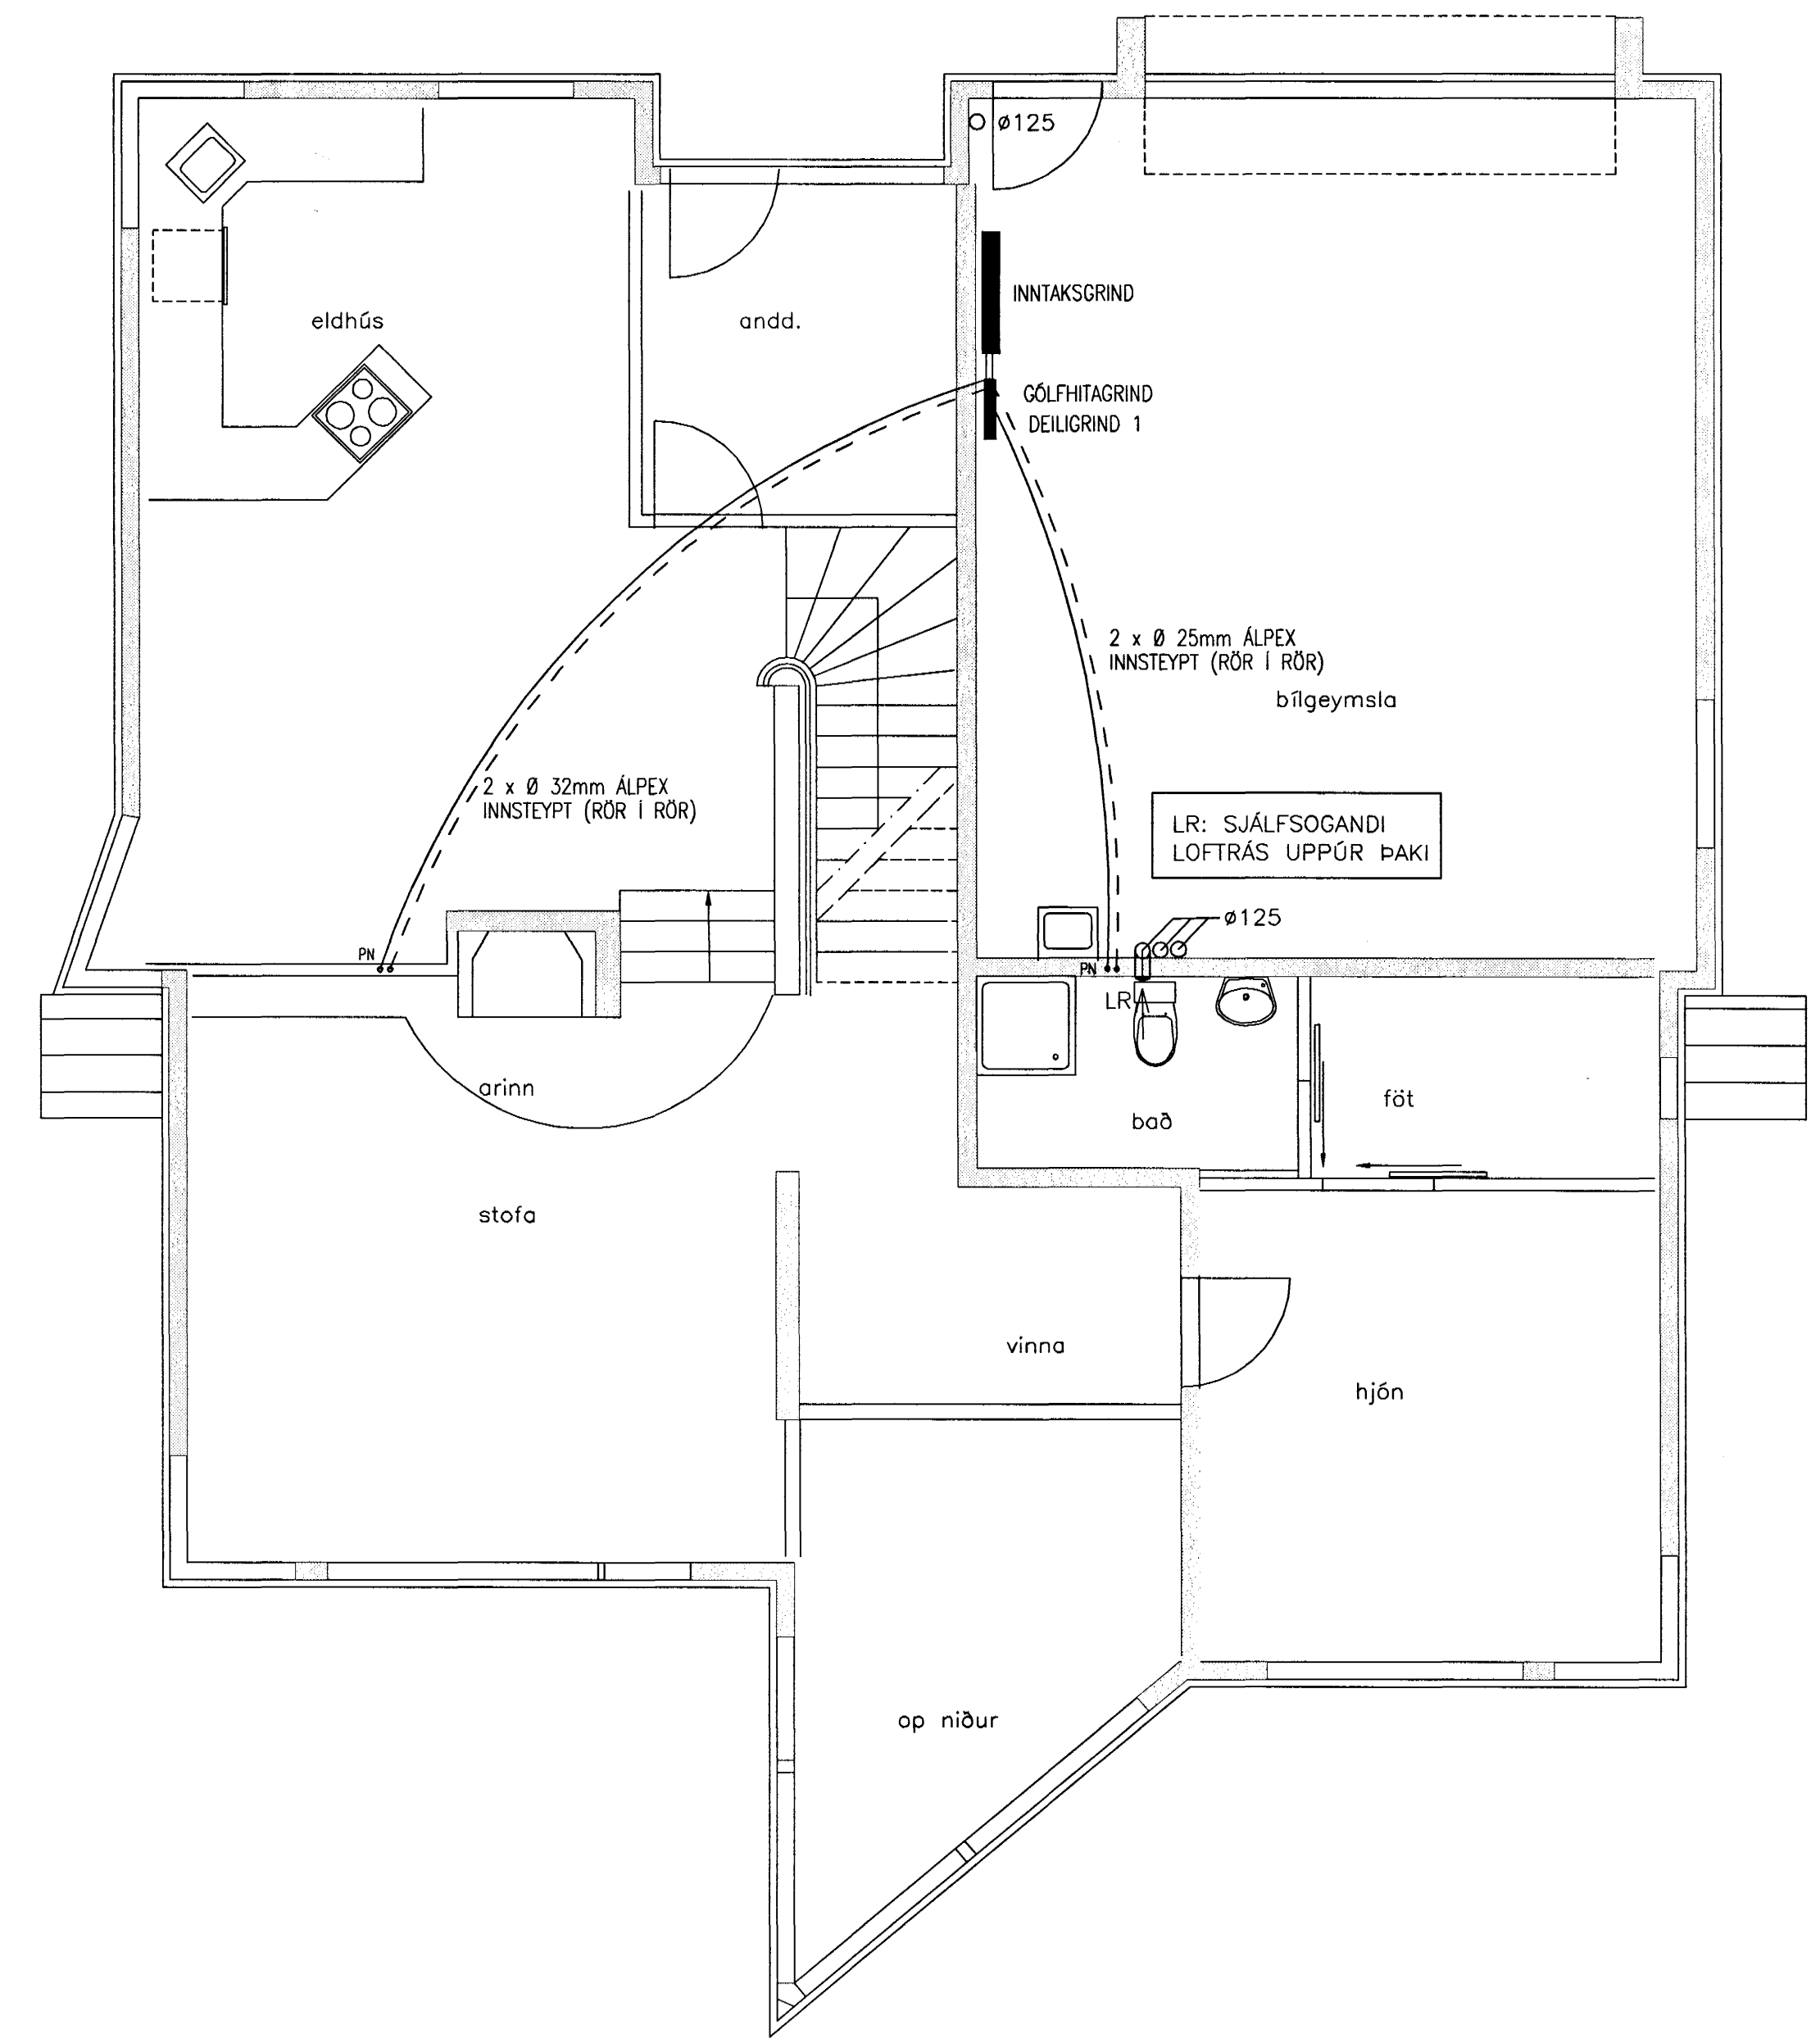 ø125
INNTAKSGRIND
eldhús
andd.
GÓLFHITAGRIND
DEILIGRIND 1
2 x Ø 25mm ÁLPEX
INNSTEYPT (RÖR Í RÖR)
bílgeymsla
2 x Ø 32mm ÁLPEX
INNSTEYPT (RÖR Í RÖR)
LR: SJÁLFSOGANDI
LOFTRÁS UPPÚR ÞAKI
ø125
PN
PN
LR
arinn
föt
bað
stofa
vinna
hjón
op niður